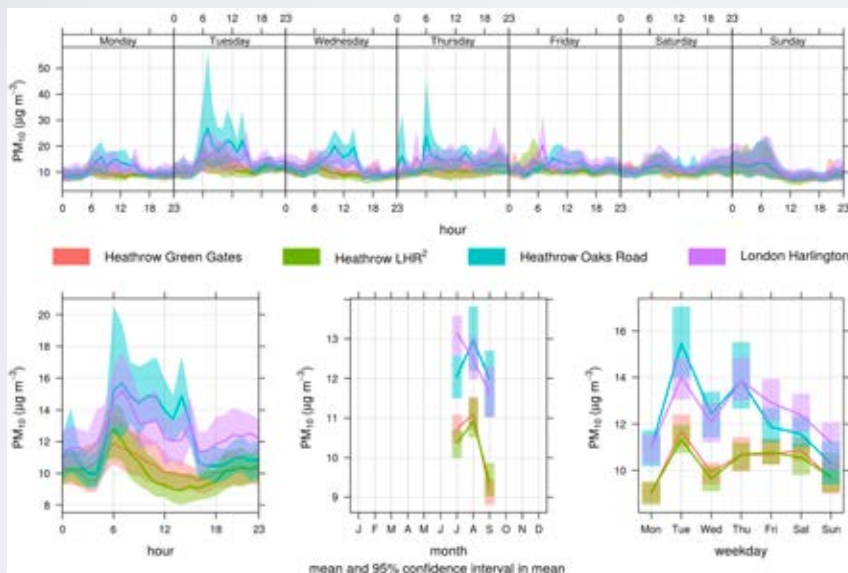 0 6 12 18 23 0 6 12 18 23 0 6 12 18 23
Monday Tuesday Wednesday Thursday Friday Saturday Sunday
50
40
30
20
10
PM10 (µg m⁻³)
0 6 12 18 23 0 6 12 18 23 0 6 12 18 23 0 6 12 18 23
hour
Heathrow Green Gates Heathrow LHR² Heathrow Oaks Road London Harlington
20
18
16
14
12
10
8
PM10 (µg m⁻³)
0 6 12 18 23
hour
13
12
11
10
9
PM10 (µg m⁻³)
J F M A M J J A S O N D
month
16
14
12
10
PM10 (µg m⁻³)
Mon Tue Wed Thu Fri Sat Sun
weekday
mean and 95% confidence interval in mean